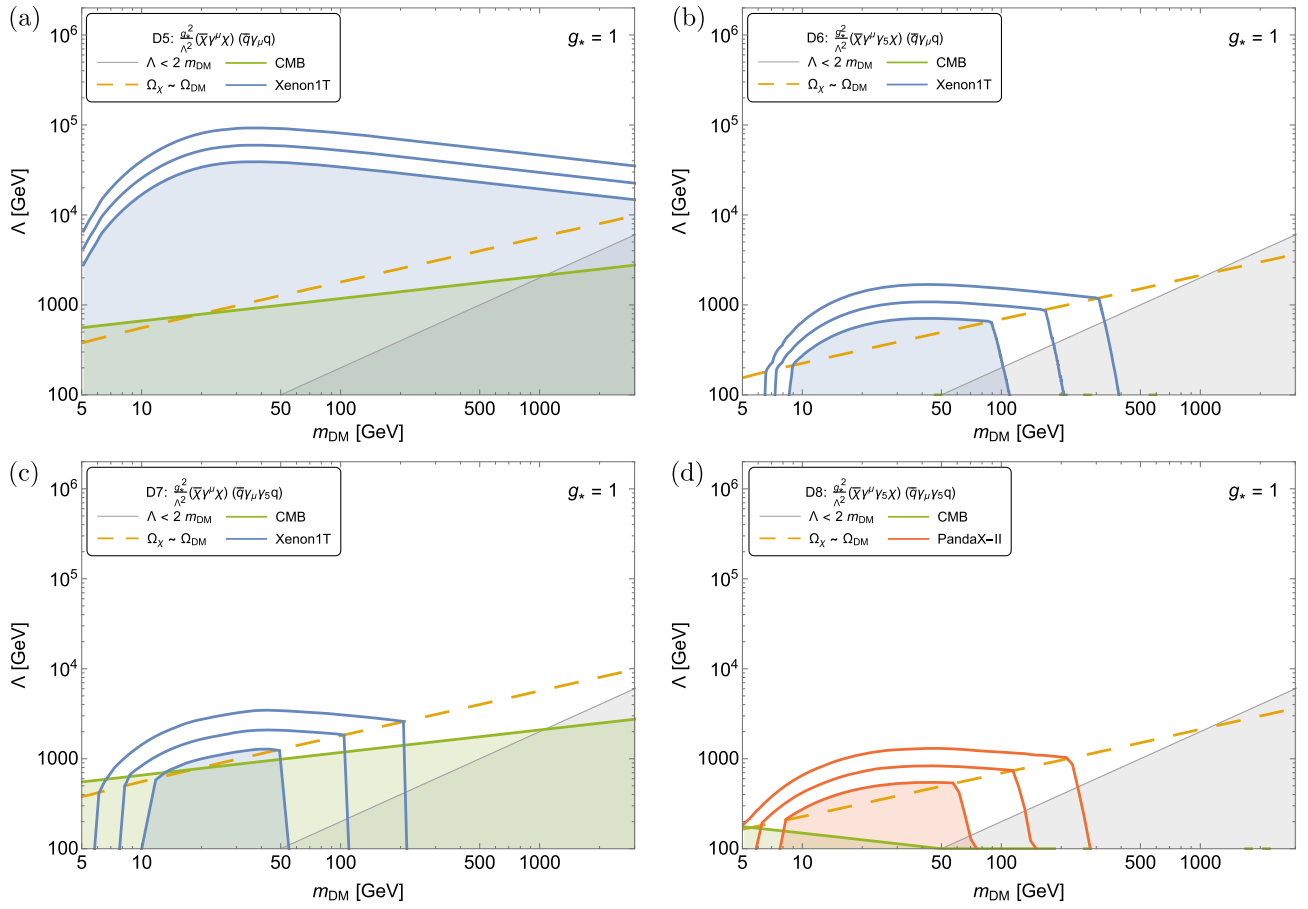 (a)
10⁶
10⁵
10⁴
1000
100
Λ [GeV]
D5: g*²/Λ² (χ̅γᵘχ) (q̅γ_μq)
Λ < 2 m_DM
CMB
Ω_χ ~ Ω_DM
Xenon1T
g* = 1
5 10 50 100 500 1000
m_DM [GeV]
(b)
10⁶
10⁵
10⁴
1000
100
Λ [GeV]
D6: g*²/Λ² (χ̅γᵘγ₅χ) (q̅γ_μq)
Λ < 2 m_DM
CMB
Ω_χ ~ Ω_DM
Xenon1T
g* = 1
5 10 50 100 500 1000
m_DM [GeV]
(c)
10⁶
10⁵
10⁴
1000
100
Λ [GeV]
D7: g*²/Λ² (χ̅γᵘχ) (q̅γ_μγ₅q)
Λ < 2 m_DM
CMB
Ω_χ ~ Ω_DM
Xenon1T
g* = 1
5 10 50 100 500 1000
m_DM [GeV]
(d)
10⁶
10⁵
10⁴
1000
100
Λ [GeV]
D8: g*²/Λ² (χ̅γᵘγ₅χ) (q̅γ_μγ₅q)
Λ < 2 m_DM
CMB
Ω_χ ~ Ω_DM
PandaX-II
g* = 1
5 10 50 100 500 1000
m_DM [GeV]